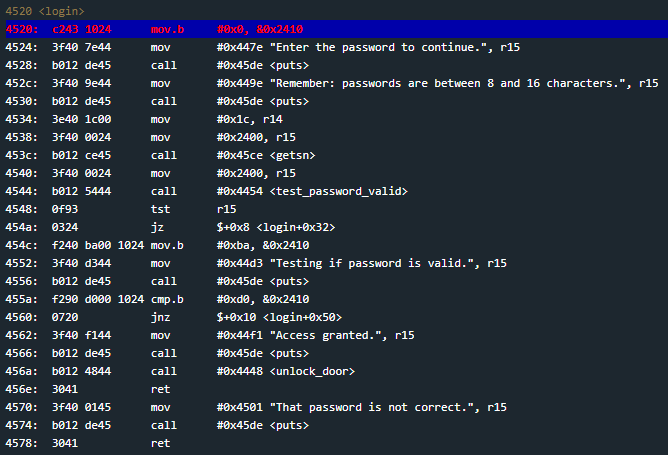 4520 <login>
4520:  c243 1024      mov.b   #0x0, &0x2410
4524:  3f40 7e44      mov     #0x447e "Enter the password to continue.", r15
4528:  b012 de45      call    #0x45de <puts>
452c:  3f40 9e44      mov     #0x449e "Remember: passwords are between 8 and 16 characters.", r15
4530:  b012 de45      call    #0x45de <puts>
4534:  3e40 1c00      mov     #0x1c, r14
4538:  3f40 0024      mov     #0x2400, r15
453c:  b012 ce45      call    #0x45ce <getsn>
4540:  3f40 0024      mov     #0x2400, r15
4544:  b012 5444      call    #0x4454 <test_password_valid>
4548:  0f93           tst     r15
454a:  0324           jz      $+0x8 <login+0x32>
454c:  f240 ba00 1024 mov.b   #0xba, &0x2410
4552:  3f40 d344      mov     #0x44d3 "Testing if password is valid.", r15
4556:  b012 de45      call    #0x45de <puts>
455a:  f290 d000 1024 cmp.b   #0xd0, &0x2410
4560:  0720           jnz     $+0x10 <login+0x50>
4562:  3f40 f144      mov     #0x44f1 "Access granted.", r15
4566:  b012 de45      call    #0x45de <puts>
456a:  b012 4844      call    #0x4448 <unlock_door>
456e:  3041           ret
4570:  3f40 0145      mov     #0x4501 "That password is not correct.", r15
4574:  b012 de45      call    #0x45de <puts>
4578:  3041           ret